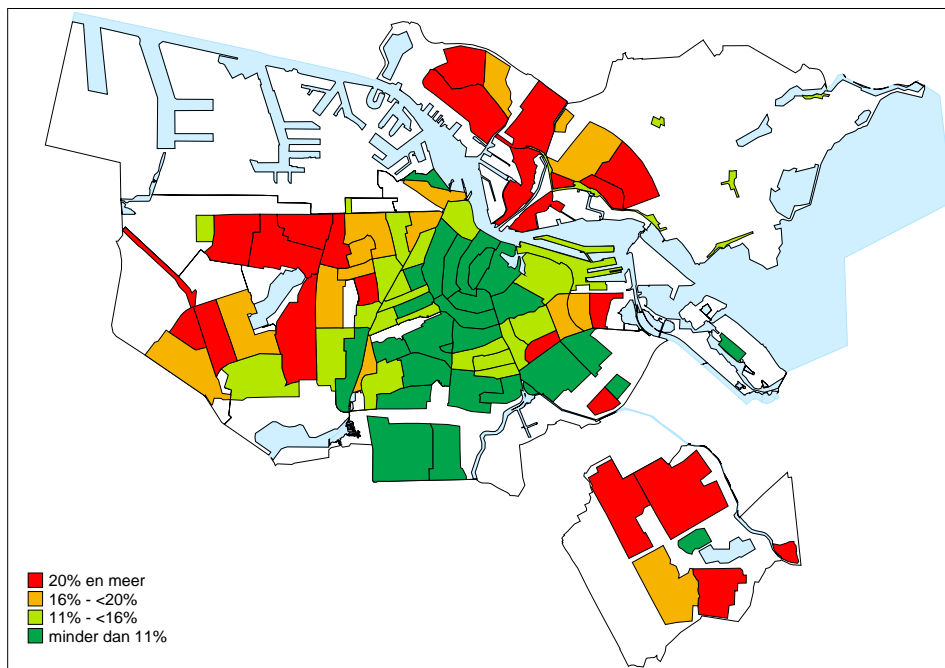 20% en meer
16% - <20%
11% - <16%
minder dan 11%